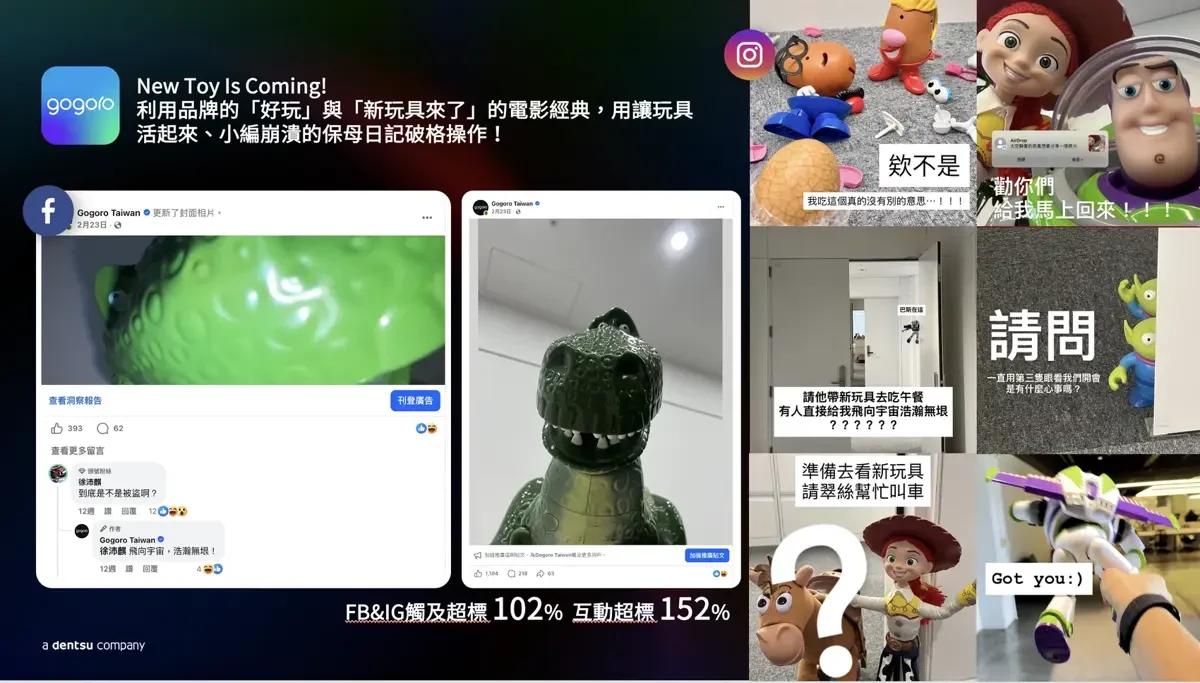 gogoro
New Toy Is Coming!
利用品牌的「好玩」與「新玩具來了」的電影經典，用讓玩具
活起來、小編崩潰的保母日記破格操作！
Gogoro Taiwan 更新了封面相片。
2月23日
查看洞察報告
刊登廣告
393
62
查看更多留言
頭號粉絲
徐沛麒
到底是不是被盜啊？
12週 讚 回覆 12
作者
Gogoro Taiwan
徐沛麒 飛向宇宙，浩瀚無垠！
12週 讚 回覆 4
Gogoro Taiwan
2月23日
加強推廣貼文
1,194
218
63
FB&IG觸及超標 102% 互動超標 152%
a dentsu company
欸不是
我吃這個真的沒有別的意思…！！！
AirDrop
勸你們
給我馬上回來！！！
巴斯在這
請他帶新玩具去吃午餐
有人直接給我飛向宇宙浩瀚無垠
？？？？？？
請問
一直用第三隻眼看我們開會
是有什麼心事嗎？
準備去看新玩具
請翠絲幫忙叫車
?
Got you:)